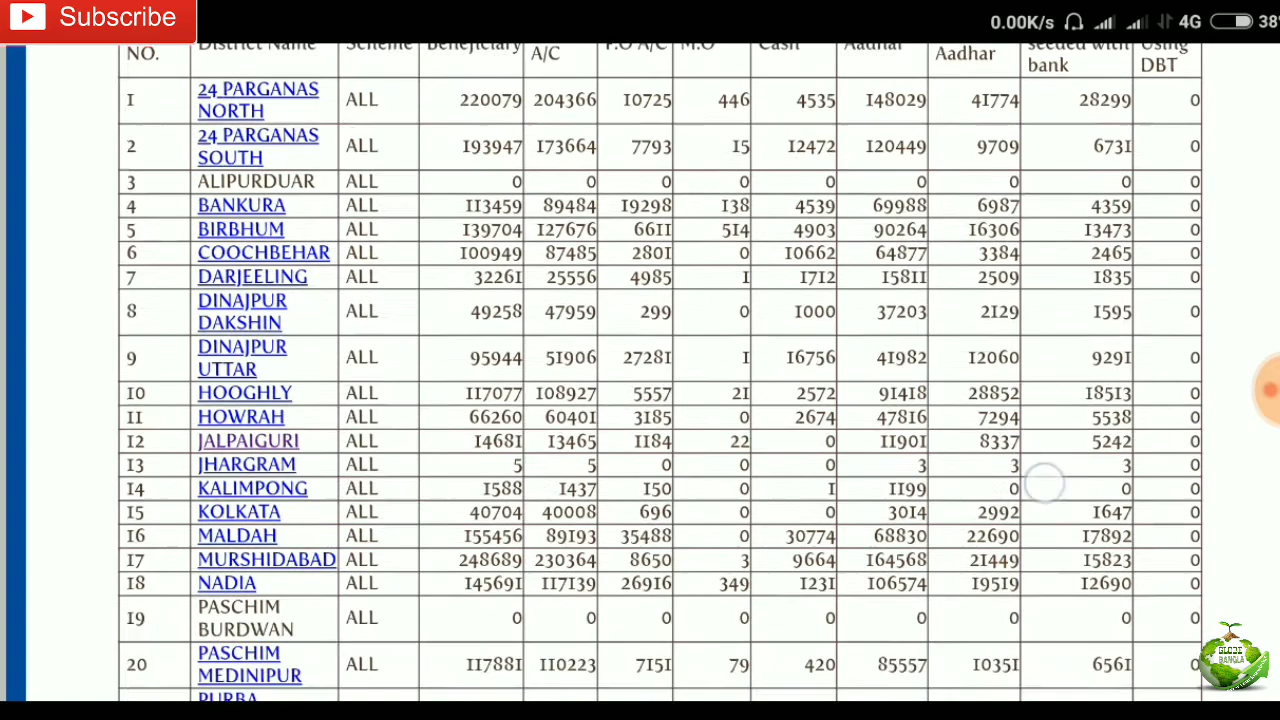 Subscribe
0.00K/s 4G 38
NO. District Name Scheme Beneficiary A/C P.O A/C M.O Cash Aadhar Aadhar seeded with bank Using DBT
1 24 PARGANAS NORTH ALL 220079 204366 10725 446 4535 148029 41774 28299 0
2 24 PARGANAS SOUTH ALL 193947 173664 7793 15 12472 120449 9709 6731 0
3 ALIPURDUAR ALL 0 0 0 0 0 0 0 0 0
4 BANKURA ALL 113459 89484 19298 138 4539 69988 6987 4359 0
5 BIRBHUM ALL 139704 127676 6611 514 4903 90264 16306 13473 0
6 COOCHBEHAR ALL 100949 87485 2801 0 10662 64877 3384 2465 0
7 DARJEELING ALL 32261 25556 4985 1 1712 15811 2509 1835 0
8 DINAJPUR DAKSHIN ALL 49258 47959 299 0 1000 37203 2129 1595 0
9 DINAJPUR UTTAR ALL 95944 51906 27281 1 16756 41982 12060 9291 0
10 HOOGHLY ALL 117077 108927 5557 21 2572 91418 28852 18513 0
11 HOWRAH ALL 66260 60401 3185 0 2674 47816 7294 5538 0
12 JALPAIGURI ALL 14681 13465 1184 22 0 11901 8337 5242 0
13 JHARGRAM ALL 5 5 0 0 0 3 3 3 0
14 KALIMPONG ALL 1588 1437 150 0 1 1199 0 0 0
15 KOLKATA ALL 40704 40008 696 0 0 3014 2992 1647 0
16 MALDAH ALL 155456 89193 35488 0 30774 68830 22690 17892 0
17 MURSHIDABAD ALL 248689 230364 8650 3 9664 164568 21449 15823 0
18 NADIA ALL 145691 117139 26916 349 1231 106574 19519 12690 0
19 PASCHIM BURDWAN ALL 0 0 0 0 0 0 0 0 0
20 PASCHIM MEDINIPUR ALL 117881 110223 7151 79 420 85557 10351 6561 0
PURBA
GLOBE
BANGLA